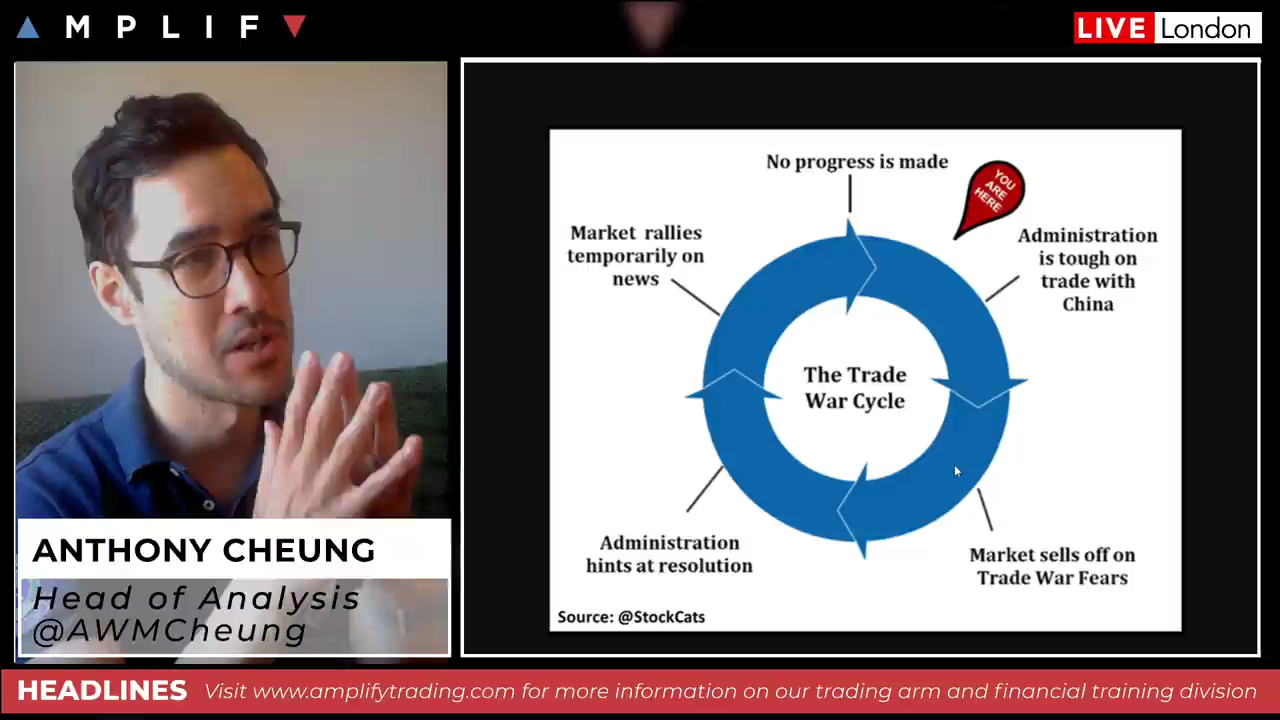 AMPLIFY
LIVE London
No progress is made
YOU
ARE
HERE
Market rallies
temporarily on
news
Administration
is tough on
trade with
China
The Trade
War Cycle
Administration
hints at resolution
Market sells off on
Trade War Fears
Source: @StockCats
ANTHONY CHEUNG
Head of Analysis
@AWMCheung
HEADLINES Visit www.amplifytrading.com for more information on our trading arm and financial training division